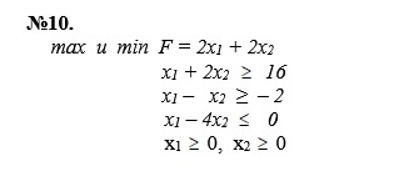 №10.
max и min F = 2x₁ + 2x₂
x₁ + 2x₂ ≥ 16
x₁ – x₂ ≥ – 2
x₁ – 4x₂ ≤ 0
x₁ ≥ 0, x₂ ≥ 0